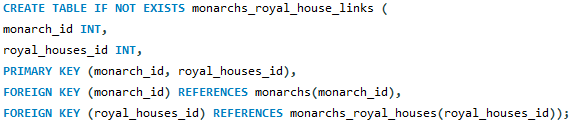 CREATE TABLE IF NOT EXISTS monarchs_royal_house_links (
monarch_id INT,
royal_houses_id INT,
PRIMARY KEY (monarch_id, royal_houses_id),
FOREIGN KEY (monarch_id) REFERENCES monarchs(monarch_id),
FOREIGN KEY (royal_houses_id) REFERENCES monarchs_royal_houses(royal_houses_id));